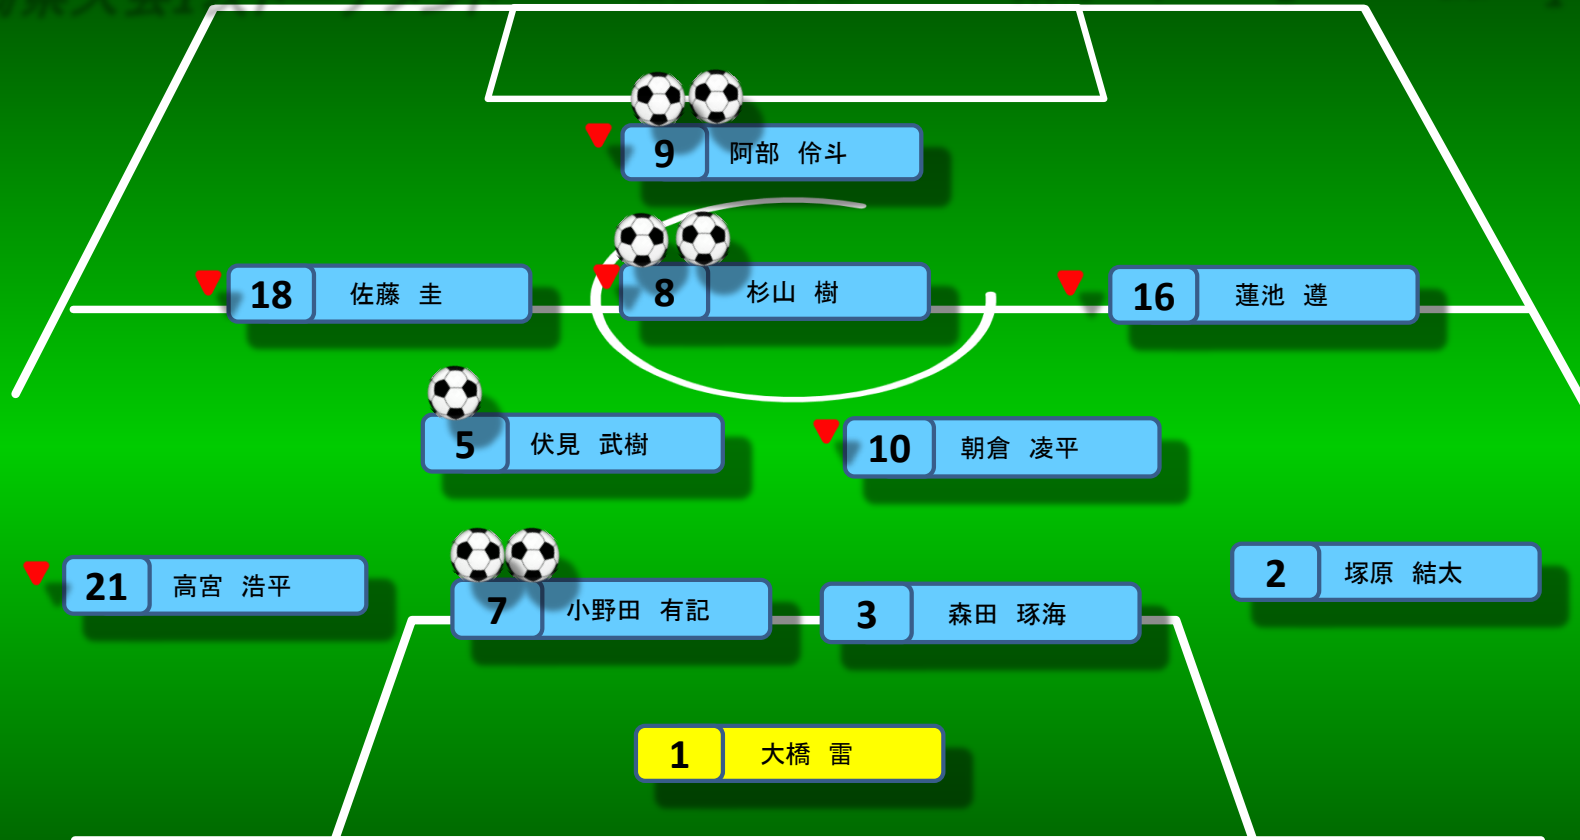 9 阿部 伶斗
18 佐藤 圭
8 杉山 樹
16 蓮池 遵
5 伏見 武樹
10 朝倉 凌平
21 高宮 浩平
7 小野田 有記
3 森田 琢海
2 塚原 結太
1 大橋 雷